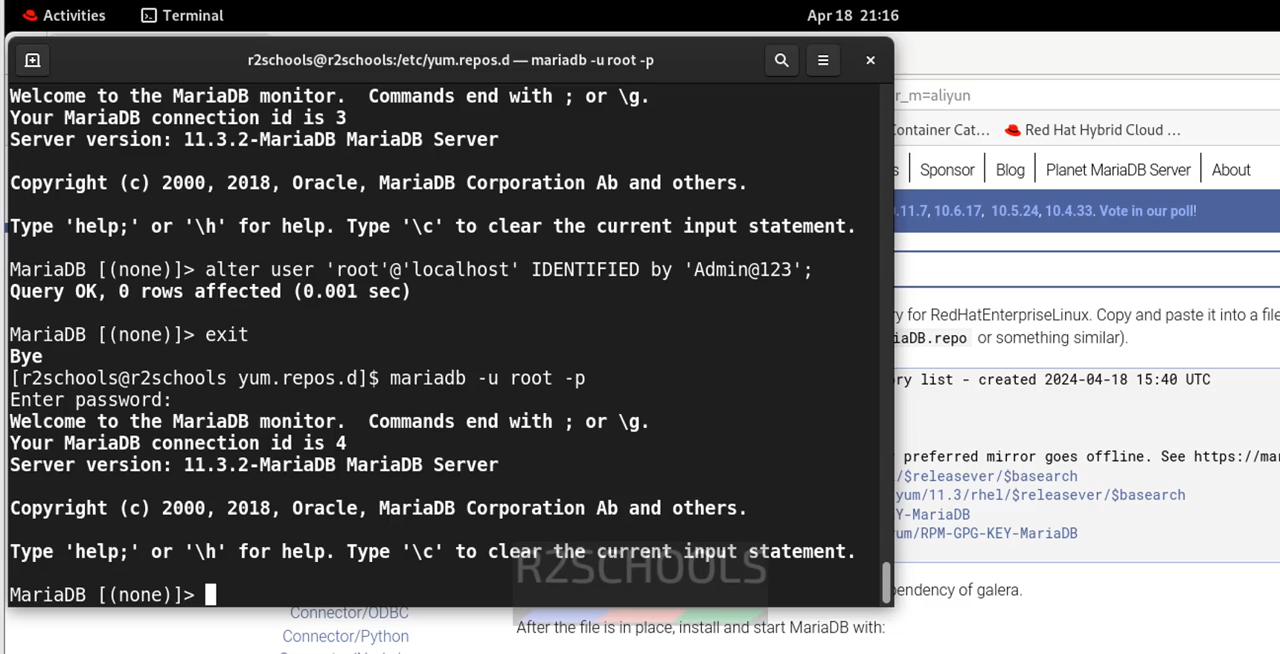 Activities
Terminal
Apr 18 21:16
r2schools@r2schools:/etc/yum.repos.d — mariadb -u root -p
Welcome to the MariaDB monitor.  Commands end with ; or \g.
Your MariaDB connection id is 3
Server version: 11.3.2-MariaDB MariaDB Server
Copyright (c) 2000, 2018, Oracle, MariaDB Corporation Ab and others.
Type 'help;' or '\h' for help. Type '\c' to clear the current input statement.
MariaDB [(none)]> alter user 'root'@'localhost' IDENTIFIED by 'Admin@123';
Query OK, 0 rows affected (0.001 sec)
MariaDB [(none)]> exit
Bye
[r2schools@r2schools yum.repos.d]$ mariadb -u root -p
Enter password:
Welcome to the MariaDB monitor.  Commands end with ; or \g.
Your MariaDB connection id is 4
Server version: 11.3.2-MariaDB MariaDB Server
Copyright (c) 2000, 2018, Oracle, MariaDB Corporation Ab and others.
Type 'help;' or '\h' for help. Type '\c' to clear the current input statement.
MariaDB [(none)]>
R2SCHOOLS
r_m=aliyun
ontainer Cat…
Red Hat Hybrid Cloud …
s
Sponsor
Blog
Planet MariaDB Server
About
.11.7, 10.6.17, 10.5.24, 10.4.33. Vote in our poll!
ry for RedHatEnterpriseLinux. Copy and paste it into a file
iaDB.repo or something similar).
ory list - created 2024-04-18 15:40 UTC
preferred mirror goes offline. See https://ma
/$releasever/$basearch
yum/11.3/rhel/$releasever/$basearch
Y-MariaDB
um/RPM-GPG-KEY-MariaDB
pendency of galera.
Connector/ODBC
After the file is in place, install and start MariaDB with:
Connector/Python